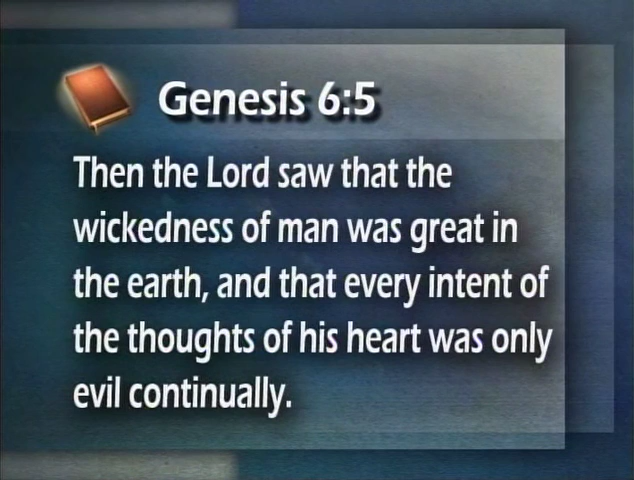 Genesis 6:5
Then the Lord saw that the
wickedness of man was great in
the earth, and that every intent of
the thoughts of his heart was only
evil continually.